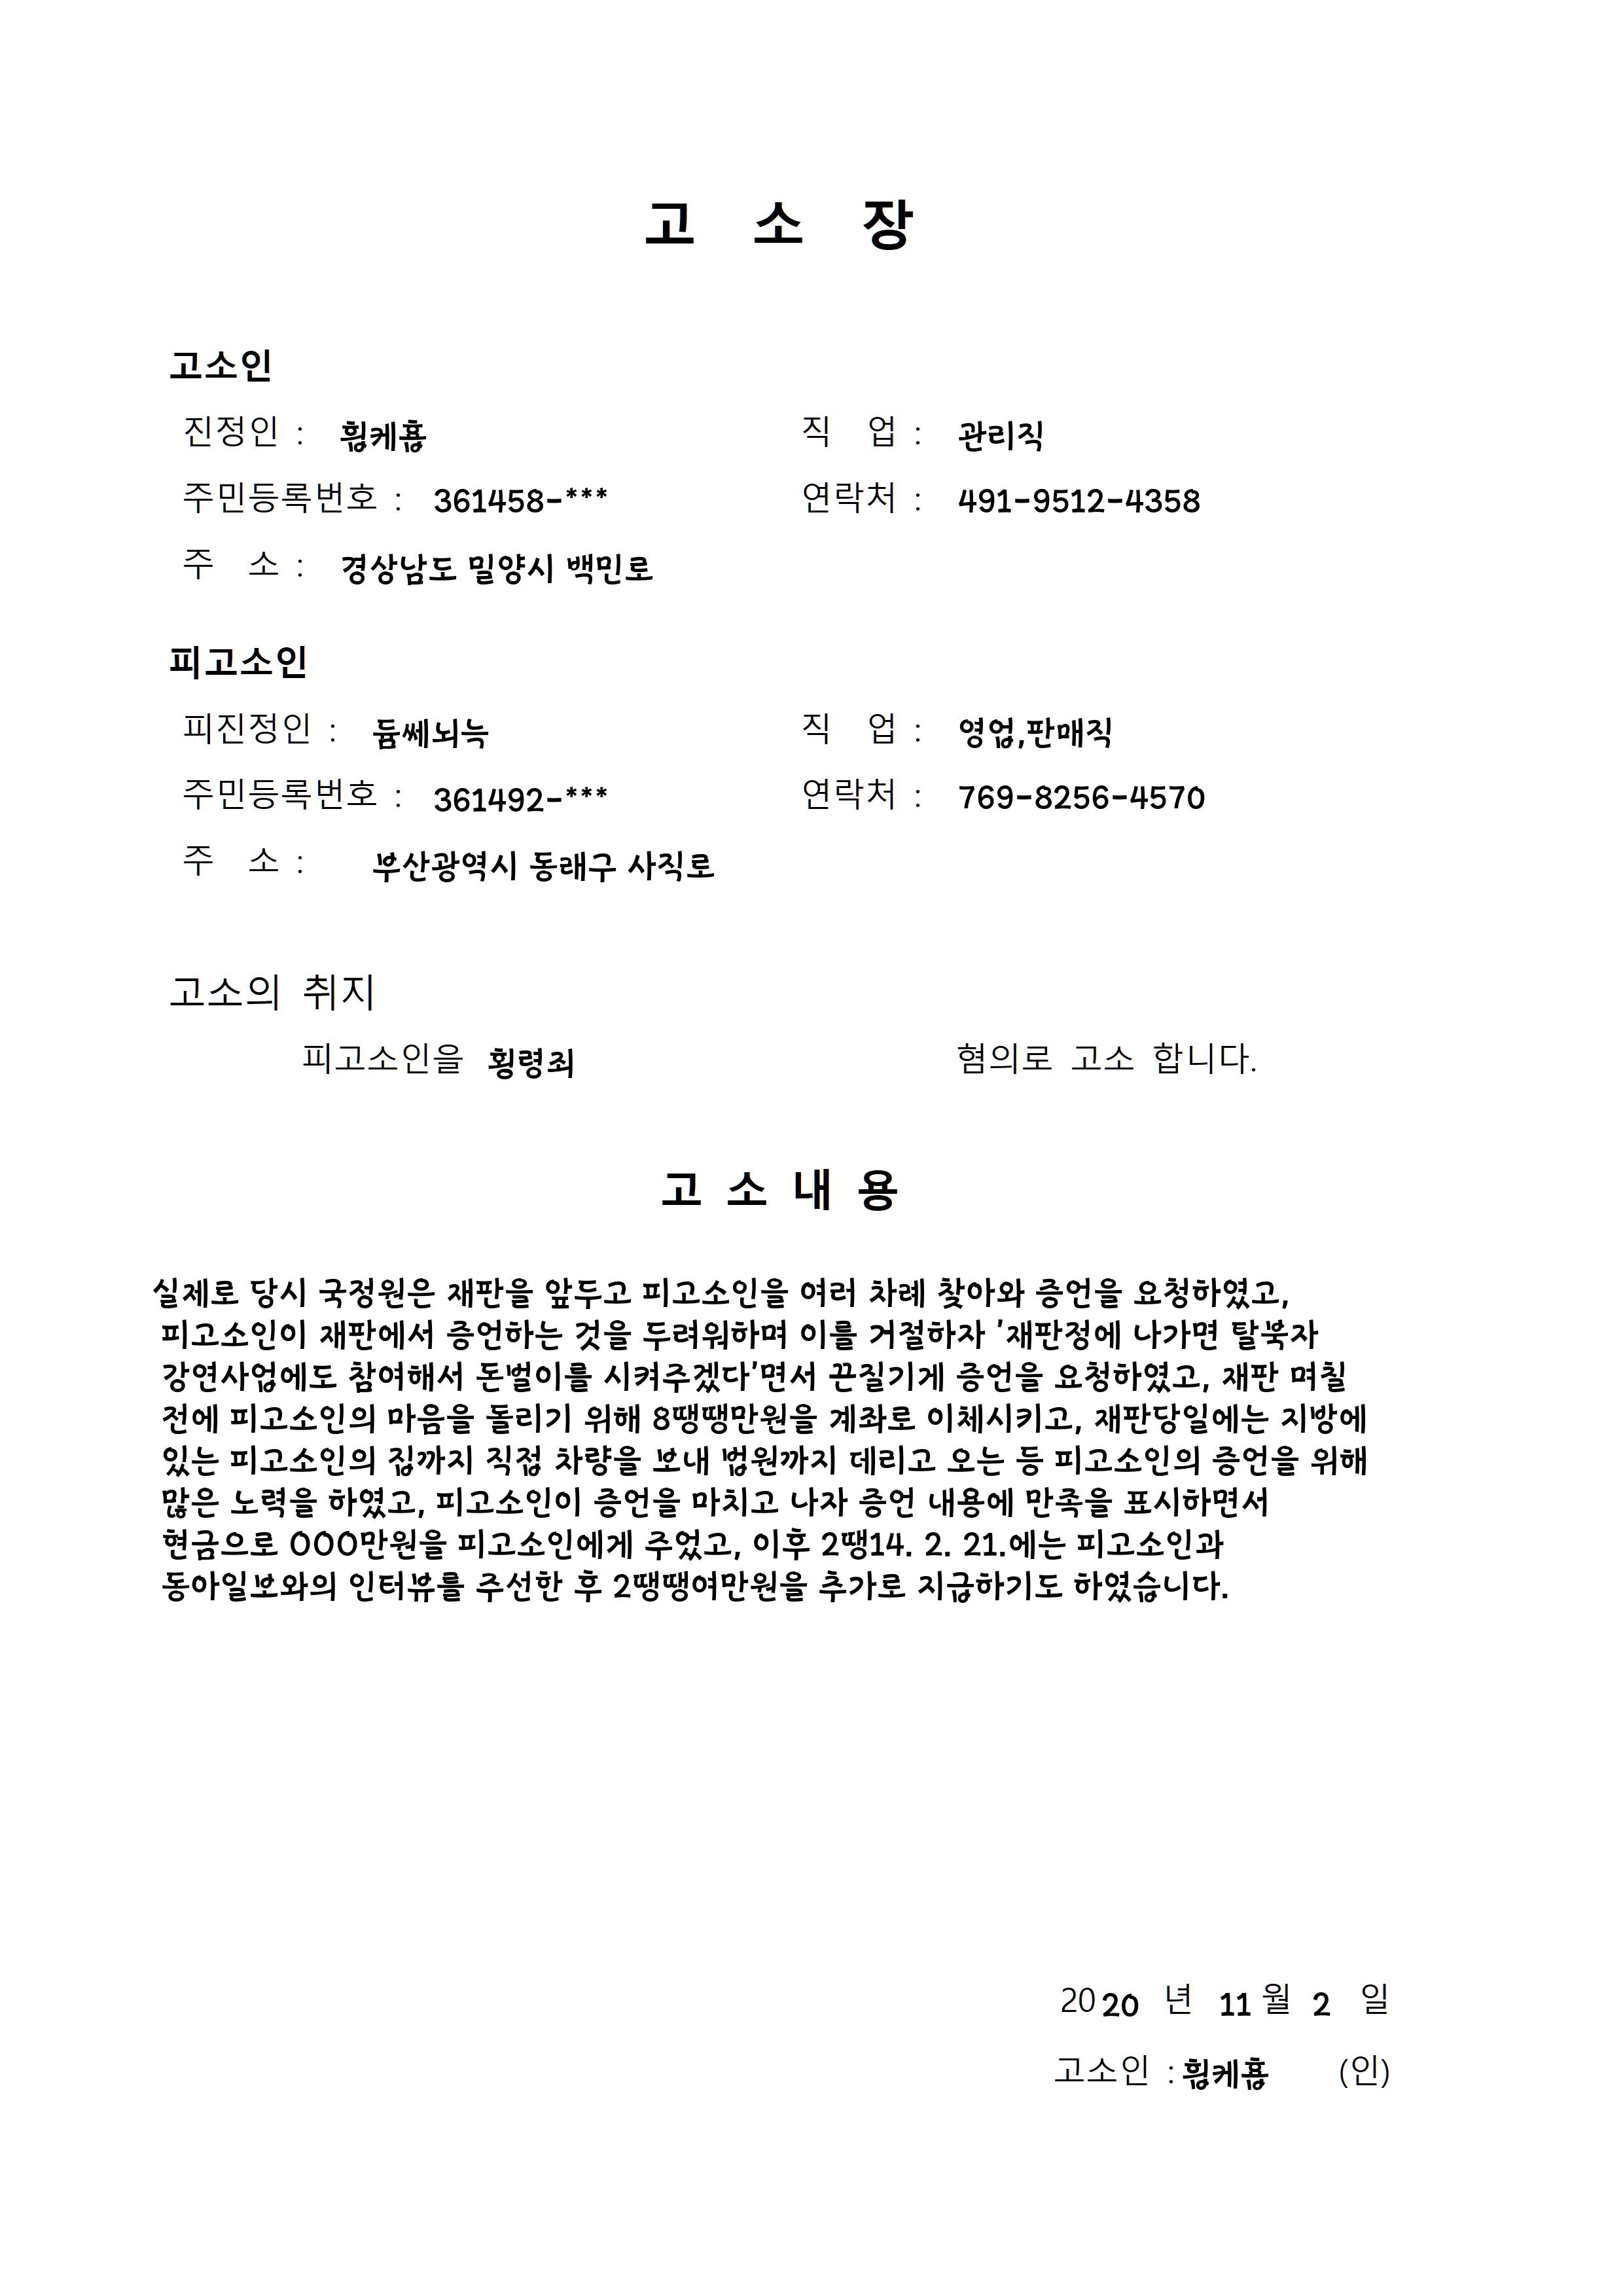 고 소 장
고소인
진정인 : 직 업 : 관리직
주민등록번호 : 361458-*** 연락처 : 491-9512-4358
주 소 : 경상남도 밀양시 백민로
피고소인
피진정인 : 듐쎄뇌늑 직 업 : 영업,판매직
주민등록번호 : 361492-*** 연락처 : 769-8256-4570
주 소 : 부산광역시 동래구 사직로
고소의 취지
피고소인을 횡령죄 혐의로 고소 합니다.
고 소 내 용
실제로 당시 국정원은 재판을 앞두고 피고소인을 여러 차례 찾아와 증언을 요청하였고,
피고소인이 재판에서 증언하는 것을 두려워하며 이를 거절하자 '재판정에 나가면 탈북자
강연사업에도 참여해서 돈벌이를 시켜주겠다'면서 끈질기게 증언을 요청하였고, 재판 며칠
전에 피고소인의 마음을 돌리기 위해 8땡땡만원을 계좌로 이체시키고, 재판당일에는 지방에
있는 피고소인의 집까지 직접 차량을 보내 법원까지 데리고 오는 등 피고소인의 증언을 위해
많은 노력을 하였고, 피고소인이 증언을 마치고 나자 증언 내용에 만족을 표시하면서
현금으로 000만원을 피고소인에게 주었고, 이후 2땡14. 2. 21.에는 피고소인과
동아일보와의 인터뷰를 주선한 후 2땡땡여만원을 추가로 지급하기도 하였습니다.
2020 년 11 월 2 일
고소인 : (인)